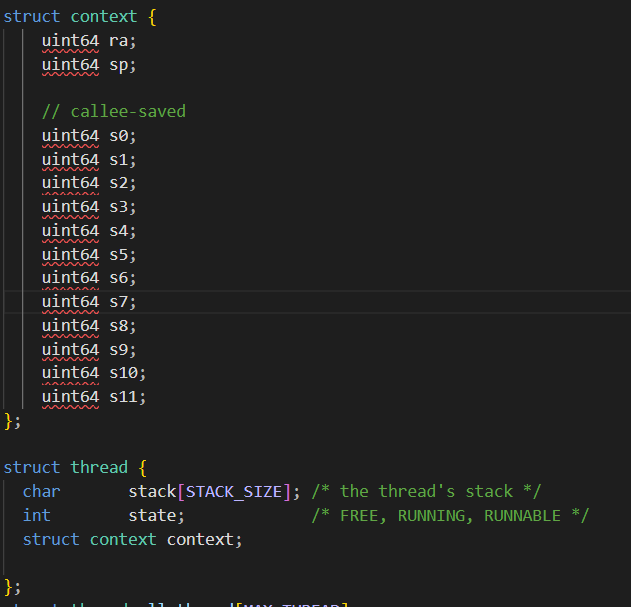 struct context {
    uint64 ra;
    uint64 sp;

    // callee-saved
    uint64 s0;
    uint64 s1;
    uint64 s2;
    uint64 s3;
    uint64 s4;
    uint64 s5;
    uint64 s6;
    uint64 s7;
    uint64 s8;
    uint64 s9;
    uint64 s10;
    uint64 s11;
};

struct thread {
  char       stack[STACK_SIZE]; /* the thread's stack */
  int        state;             /* FREE, RUNNING, RUNNABLE */
  struct context context;

};